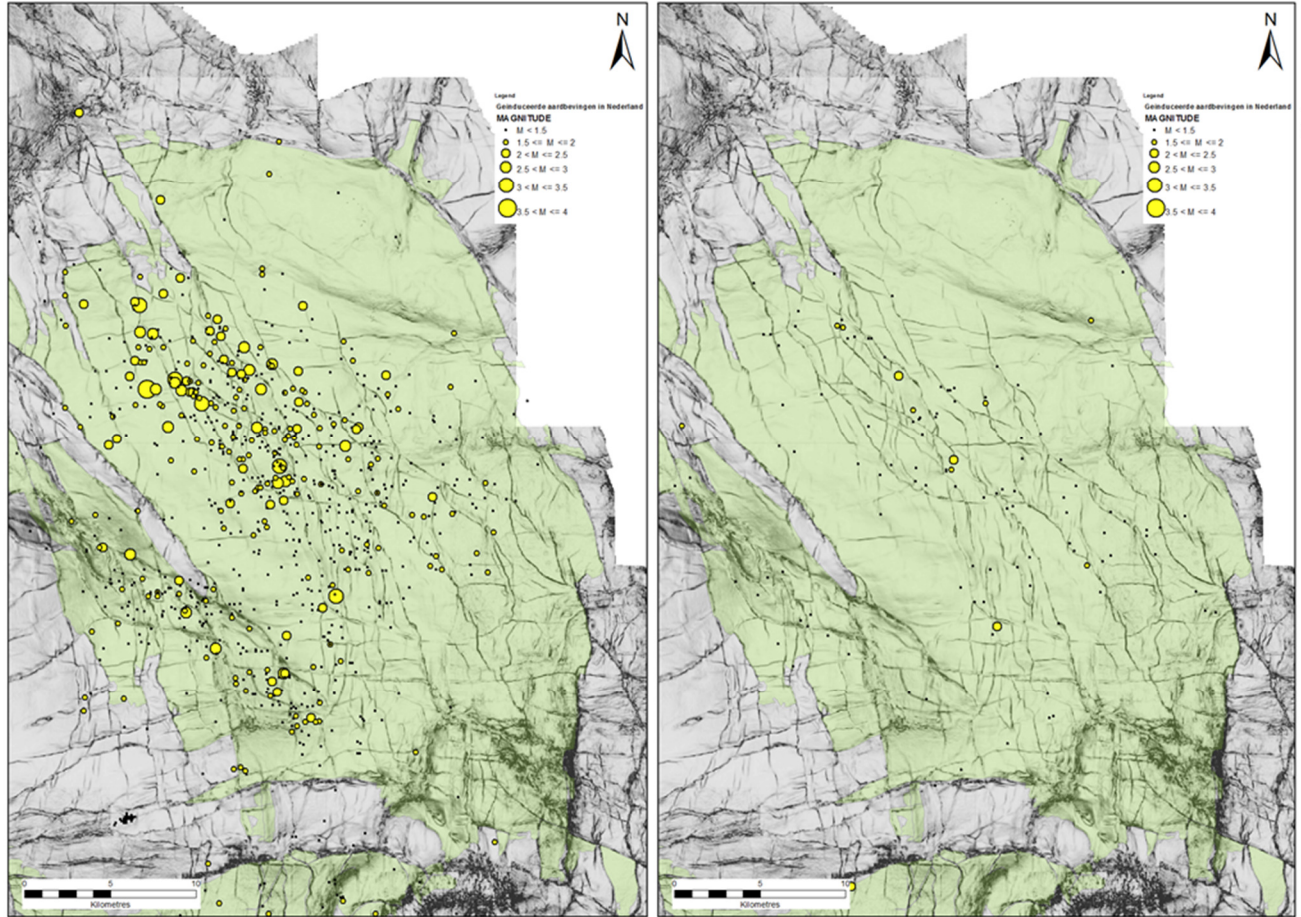 N
Legend
Geinduceerde aardbevingen in Nederland
MAGNITUDE
M < 1.5
1.5 <= M <= 2
2 < M <= 2.5
2.5 < M <= 3
3 < M <= 3.5
3.5 < M <= 4
0 5 10
Kilometres
N
Legend
Geinduceerde aardbevingen in Nederland
MAGNITUDE
M < 1.5
1.5 <= M <= 2
2 < M <= 2.5
2.5 < M <= 3
3 < M <= 3.5
3.5 < M <= 4
0 5 10
Kilometres